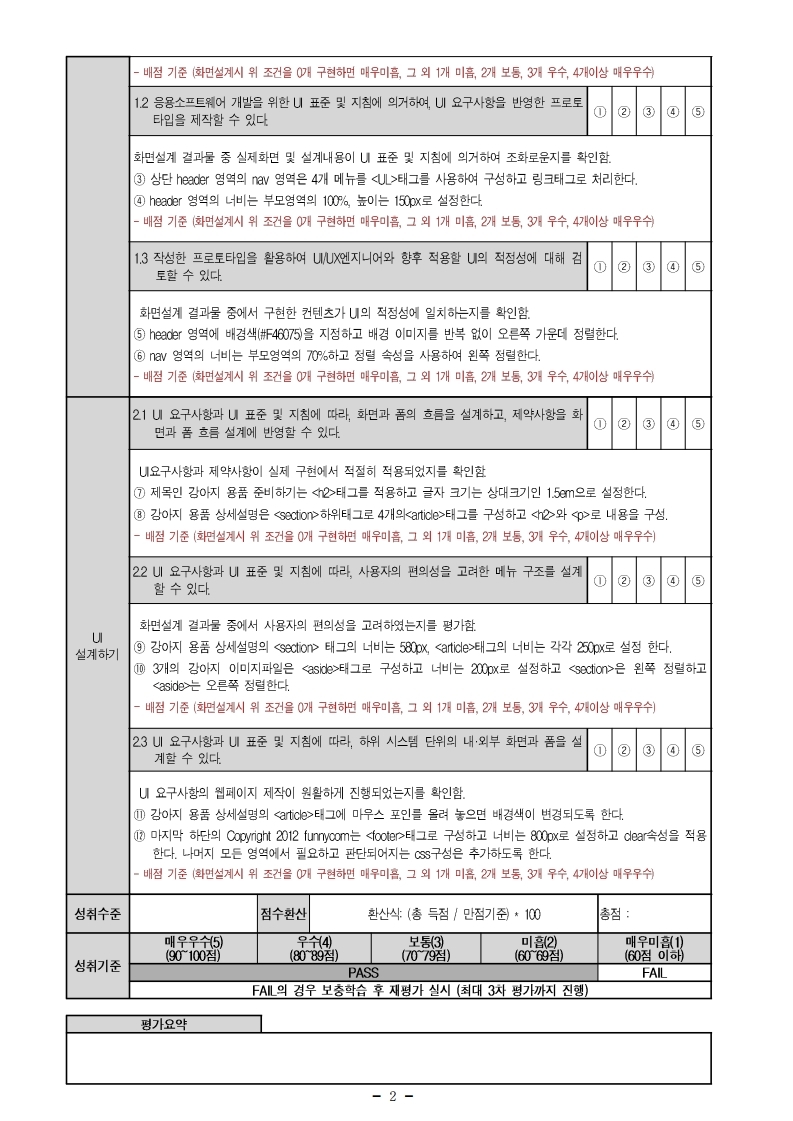 - 배점 기준 (화면설계시 위 조건을 0개 구현하면 매우미흡, 그 외 1개 미흡, 2개 보통, 3개 우수, 4개이상 매우우수)
1.2 응용소프트웨어 개발을 위한 UI 표준 및 지침에 의거하여, UI 요구사항을 반영한 프로토
타입을 제작할 수 있다.
① ② ③ ④ ⑤
화면설계 결과물 중 실제화면 및 설계내용이 UI 표준 및 지침에 의거하여 조화로운지를 확인함.
③ 상단 header 영역의 nav 영역은 4개 메뉴를 <UL>태그를 사용하여 구성하고 링크태그로 처리한다.
④ header 영역의 너비는 부모영역의 100%, 높이는 150px로 설정한다.
- 배점 기준 (화면설계시 위 조건을 0개 구현하면 매우미흡, 그 외 1개 미흡, 2개 보통, 3개 우수, 4개이상 매우우수)
1.3 작성한 프로토타입을 활용하여 UI/UX엔지니어와 향후 적용할 UI의 적정성에 대해 검
토할 수 있다.
① ② ③ ④ ⑤
화면설계 결과물 중에서 구현한 컨텐츠가 UI의 적정성에 일치하는지를 확인함.
⑤ header 영역에 배경색(#F46075)을 지정하고 배경 이미지를 반복 없이 오른쪽 가운데 정렬한다.
⑥ nav 영역의 너비는 부모영역의 70%하고 정렬 속성을 사용하여 왼쪽 정렬한다.
- 배점 기준 (화면설계시 위 조건을 0개 구현하면 매우미흡, 그 외 1개 미흡, 2개 보통, 3개 우수, 4개이상 매우우수)
UI
설계하기
2.1 UI 요구사항과 UI 표준 및 지침에 따라, 화면과 폼의 흐름을 설계하고, 제약사항을 화
면과 폼 흐름 설계에 반영할 수 있다.
① ② ③ ④ ⑤
UI요구사항과 제약사항이 실제 구현에서 적절히 적용되었지를 확인함
⑦ 제목인 강아지 용품 준비하기는 <h2>태그를 적용하고 글자 크기는 상대크기인 1.5em으로 설정한다.
⑧ 강아지 용품 상세설명은 <section>하위태그로 4개의<article>태그를 구성하고 <h2>와 <p>로 내용을 구성.
- 배점 기준 (화면설계시 위 조건을 0개 구현하면 매우미흡, 그 외 1개 미흡, 2개 보통, 3개 우수, 4개이상 매우우수)
2.2 UI 요구사항과 UI 표준 및 지침에 따라, 사용자의 편의성을 고려한 메뉴 구조를 설계
할 수 있다.
① ② ③ ④ ⑤
화면설계 결과물 중에서 사용자의 편의성을 고려하였는지를 평가함.
⑨ 강아지 용품 상세설명의 <section> 태그의 너비는 580px, <article>태그의 너비는 각각 250px로 설정 한다.
⑩ 3개의 강아지 이미지파일은 <aside>태그로 구성하고 너비는 200px로 설정하고 <section>은 왼쪽 정렬하고
<aside>는 오른쪽 정렬한다.
- 배점 기준 (화면설계시 위 조건을 0개 구현하면 매우미흡, 그 외 1개 미흡, 2개 보통, 3개 우수, 4개이상 매우우수)
2.3 UI 요구사항과 UI 표준 및 지침에 따라, 하위 시스템 단위의 내·외부 화면과 폼을 설
계할 수 있다.
① ② ③ ④ ⑤
UI 요구사항의 웹페이지 제작이 원활하게 진행되었는지를 확인함.
⑪ 강아지 용품 상세설명의 <article>태그에 마우스 포인를 올려 놓으면 배경색이 변경되도록 한다.
⑫ 마지막 하단의 Copyright 2012 funnycom는 <footer>태그로 구성하고 너비는 800px로 설정하고 clear속성을 적용
한다. 나머지 모든 영역에서 필요하고 판단되어지는 css구성은 추가하도록 한다.
- 배점 기준 (화면설계시 위 조건을 0개 구현하면 매우미흡, 그 외 1개 미흡, 2개 보통, 3개 우수, 4개이상 매우우수)
성취수준 점수환산 환산식: (총 득점 / 만점기준) * 100 총점 :
성취기준
매우우수(5) 우수(4) 보통(3) 미흡(2) 매우미흡(1)
(90~100점) (80~89점) (70~79점) (60~69점) (60점 이하)
PASS FAIL
FAIL의 경우 보충학습 후 재평가 실시 (최대 3차 평가까지 진행)
평가요약
- 2 -